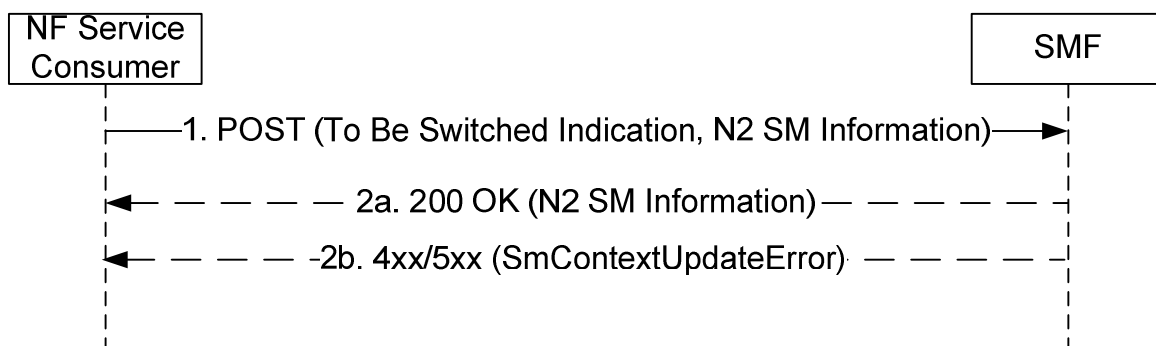 NF Service
Consumer
SMF
1. POST (To Be Switched Indication, N2 SM Information)
2a. 200 OK (N2 SM Information)
2b. 4xx/5xx (SmContextUpdateError)